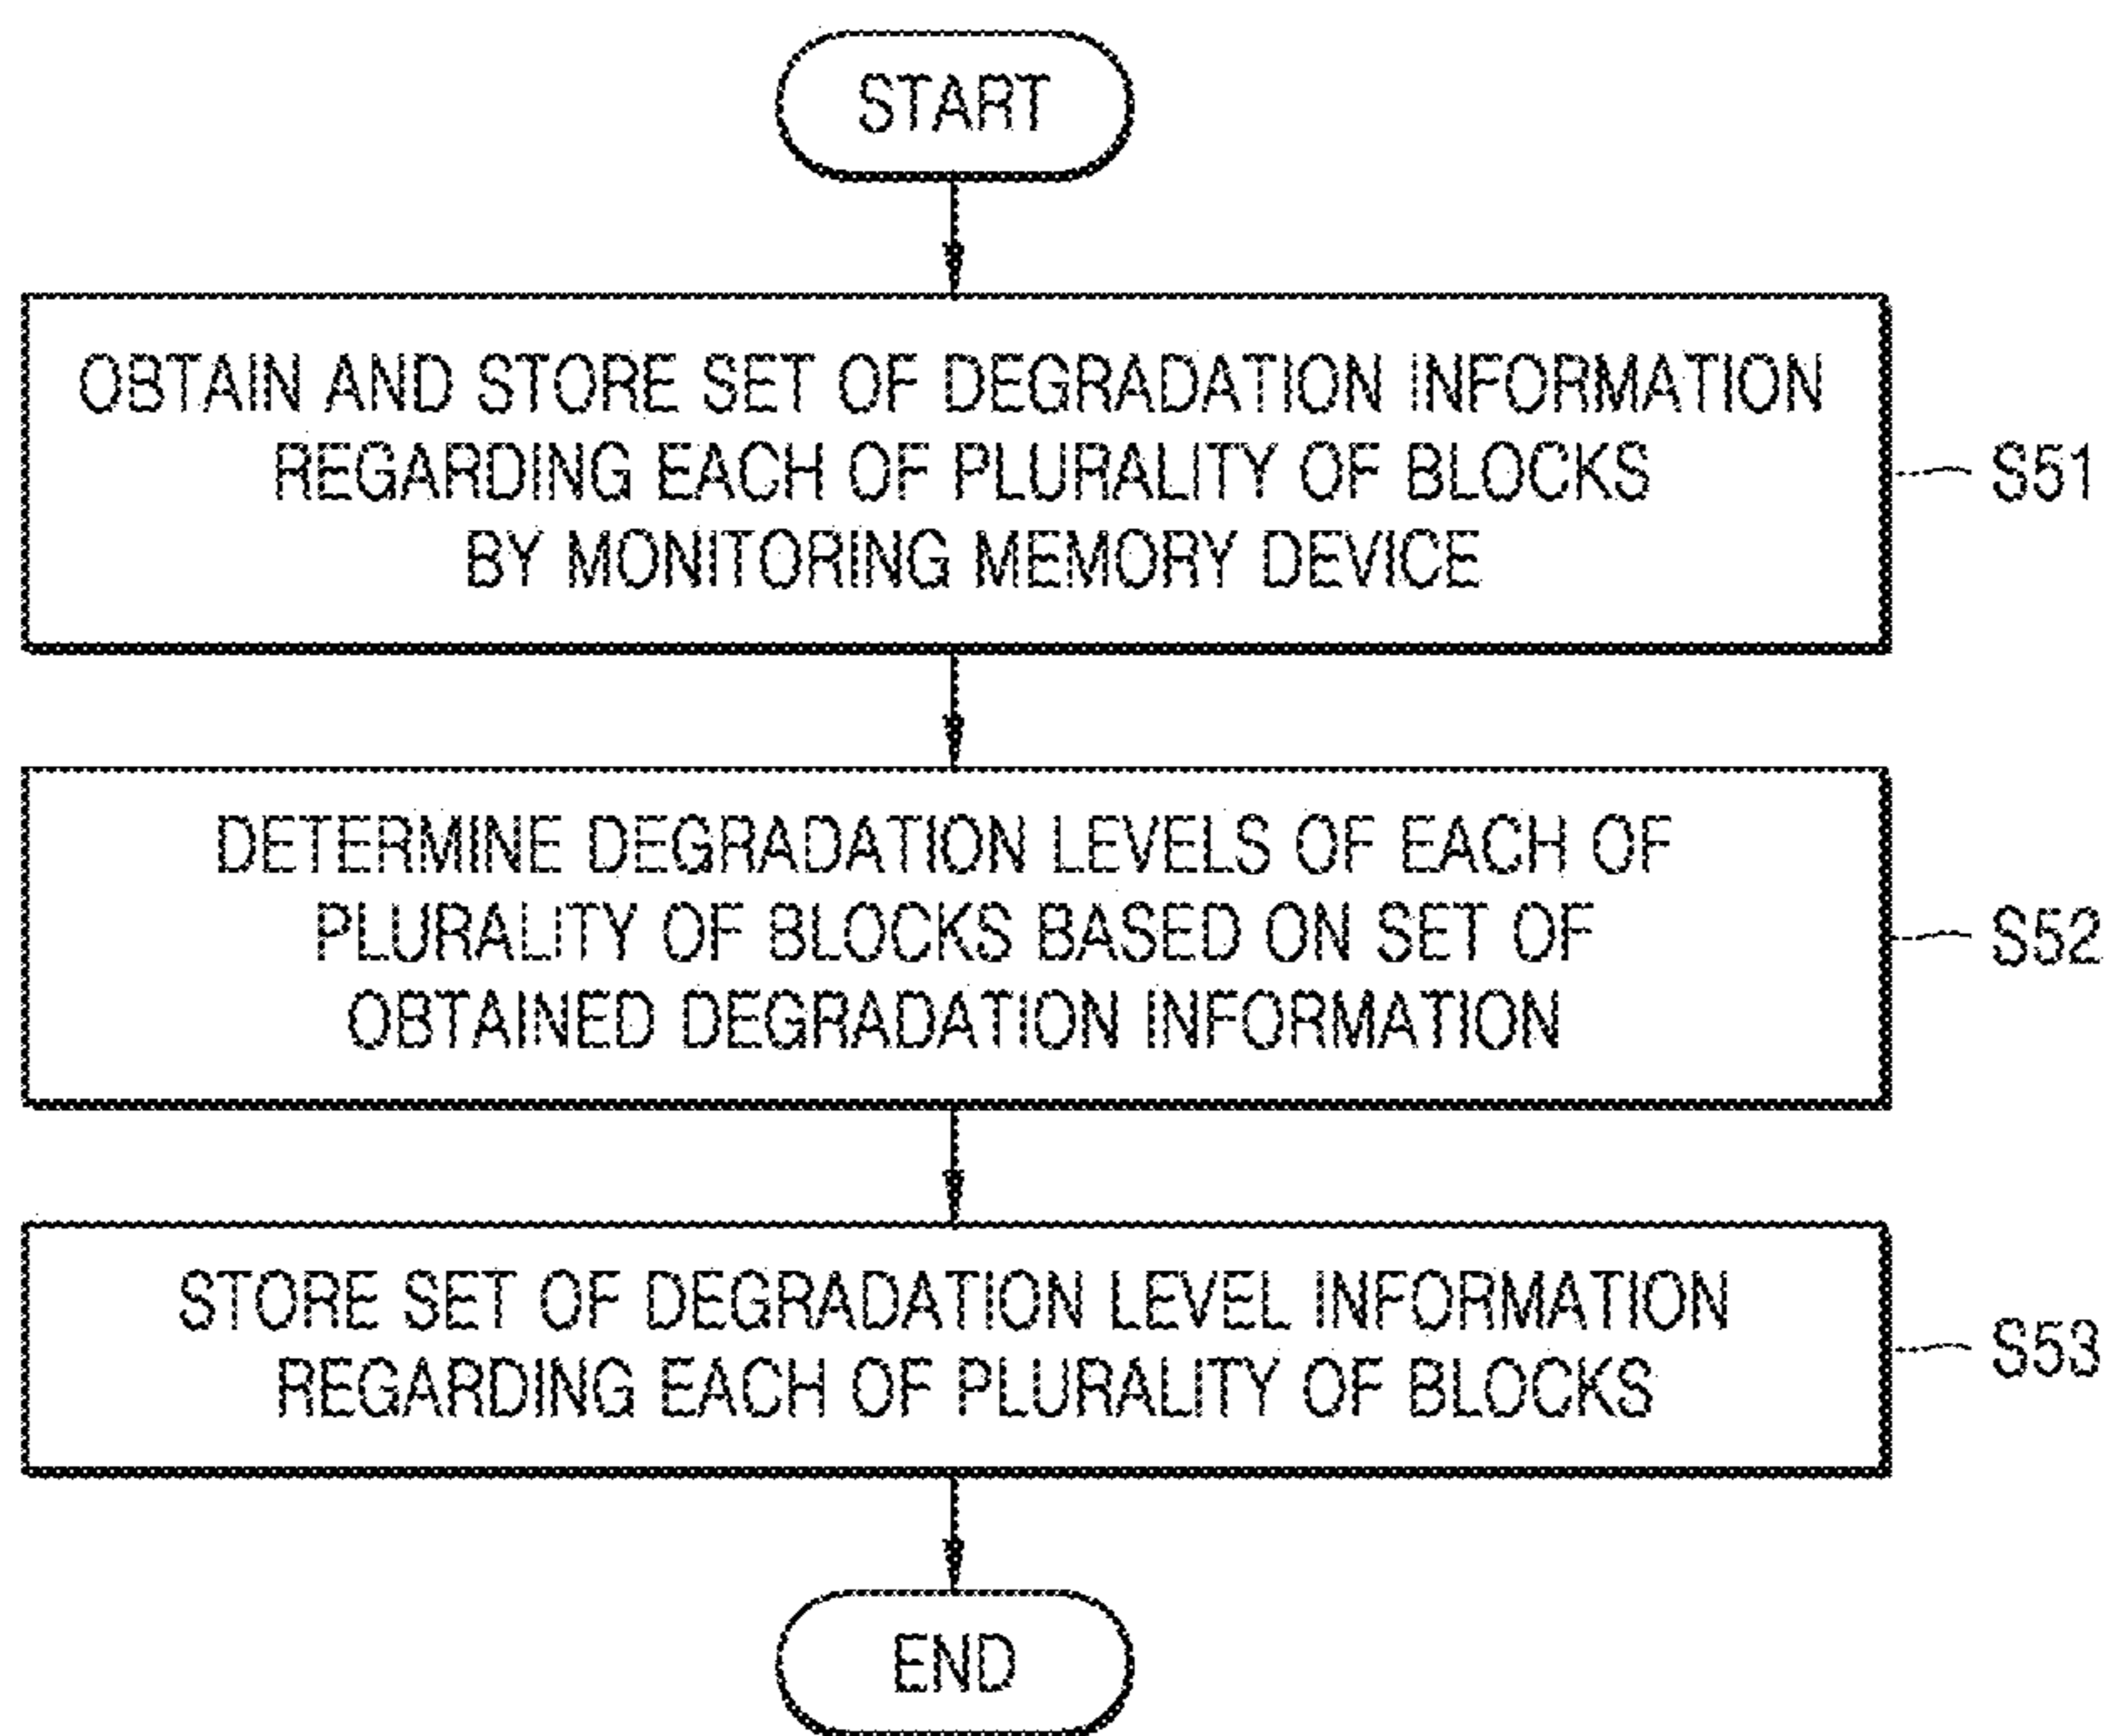 START
OBTAIN AND STORE SET OF DEGRADATION INFORMATION
REGARDING EACH OF PLURALITY OF BLOCKS
BY MONITORING MEMORY DEVICE
S51
DETERMINE DEGRADATION LEVELS OF EACH OF
PLURALITY OF BLOCKS BASED ON SET OF
OBTAINED DEGRADATION INFORMATION
S52
STORE SET OF DEGRADATION LEVEL INFORMATION
REGARDING EACH OF PLURALITY OF BLOCKS
S53
END